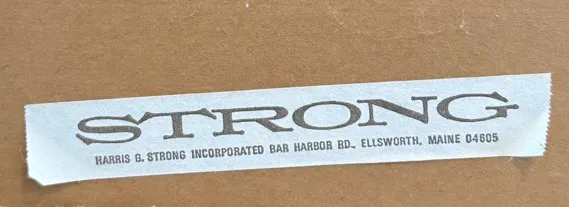 STRONG
HARRIS G. STRONG INCORPORATED BAR HARBOR RD., ELLSWORTH, MAINE 04605